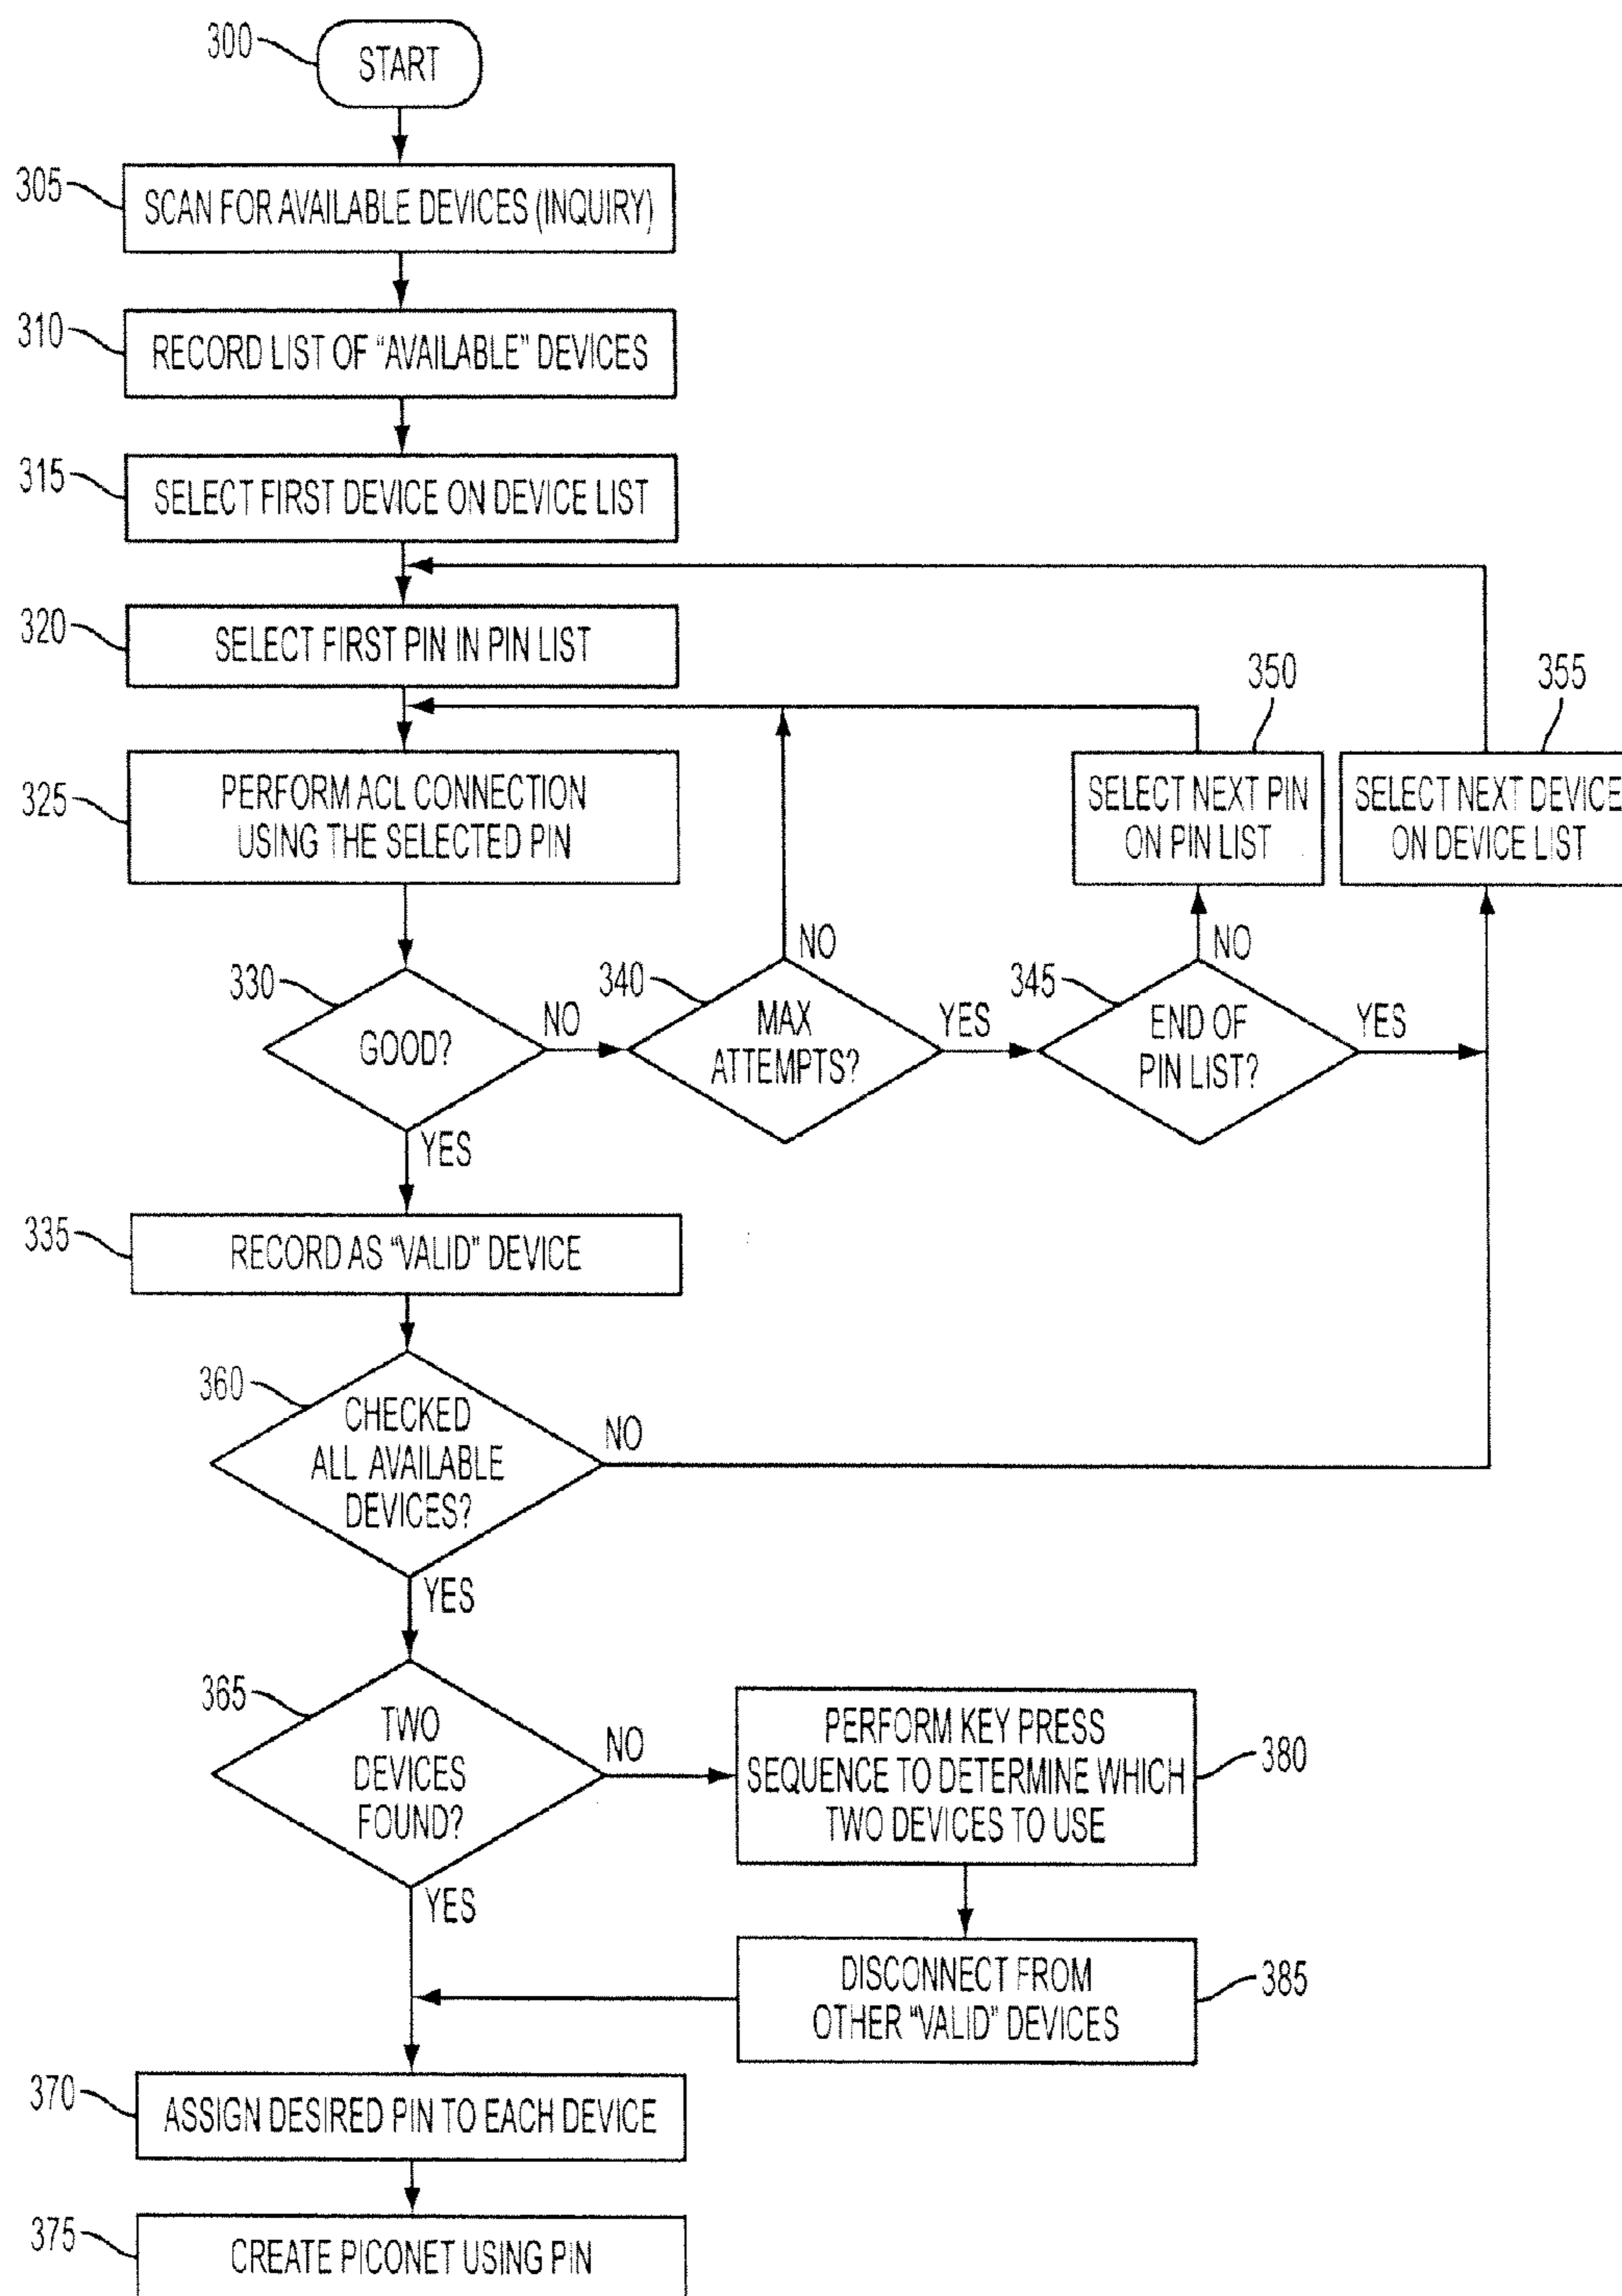 300
START
305
SCAN FOR AVAILABLE DEVICES (INQUIRY)
310
RECORD LIST OF "AVAILABLE" DEVICES
315
SELECT FIRST DEVICE ON DEVICE LIST
320
SELECT FIRST PIN IN PIN LIST
350
355
325
PERFORM ACL CONNECTION
USING THE SELECTED PIN
SELECT NEXT PIN
ON PIN LIST
SELECT NEXT DEVICE
ON DEVICE LIST
330
GOOD?
NO
340
MAX
ATTEMPTS?
NO
YES
345
END OF
PIN LIST?
NO
YES
YES
335
RECORD AS "VALID" DEVICE
360
CHECKED
ALL AVAILABLE
DEVICES?
NO
YES
365
TWO
DEVICES
FOUND?
NO
PERFORM KEY PRESS
SEQUENCE TO DETERMINE WHICH
TWO DEVICES TO USE
380
YES
DISCONNECT FROM
OTHER "VALID" DEVICES
385
370
ASSIGN DESIRED PIN TO EACH DEVICE
375
CREATE PICONET USING PIN